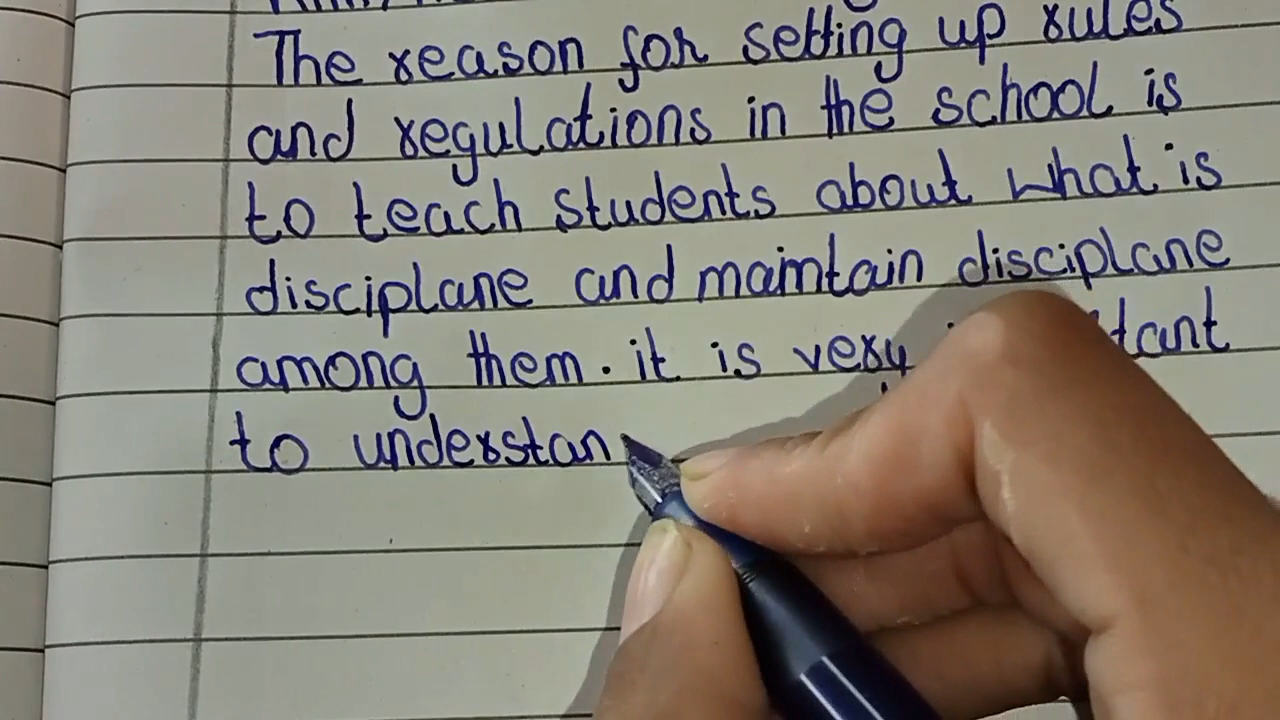 The reason for setting up rules
and regulations in the school is
to teach students about what is
disciplane and maintain disciplane
among them. it is very
to understan